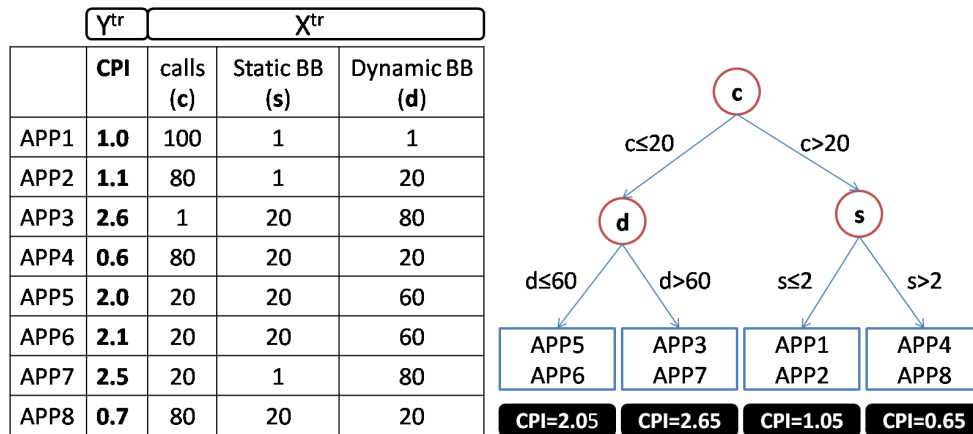 Ytr Xtr
CPI calls (c) Static BB (s) Dynamic BB (d)
APP1 1.0 100 1 1
APP2 1.1 80 1 20
APP3 2.6 1 20 80
APP4 0.6 80 20 20
APP5 2.0 20 20 60
APP6 2.1 20 20 60
APP7 2.5 20 1 80
APP8 0.7 80 20 20
c
c≤20 c>20
d s
d≤60 d>60 s≤2 s>2
APP5 APP3 APP1 APP4
APP6 APP7 APP2 APP8
CPI=2.05 CPI=2.65 CPI=1.05 CPI=0.65